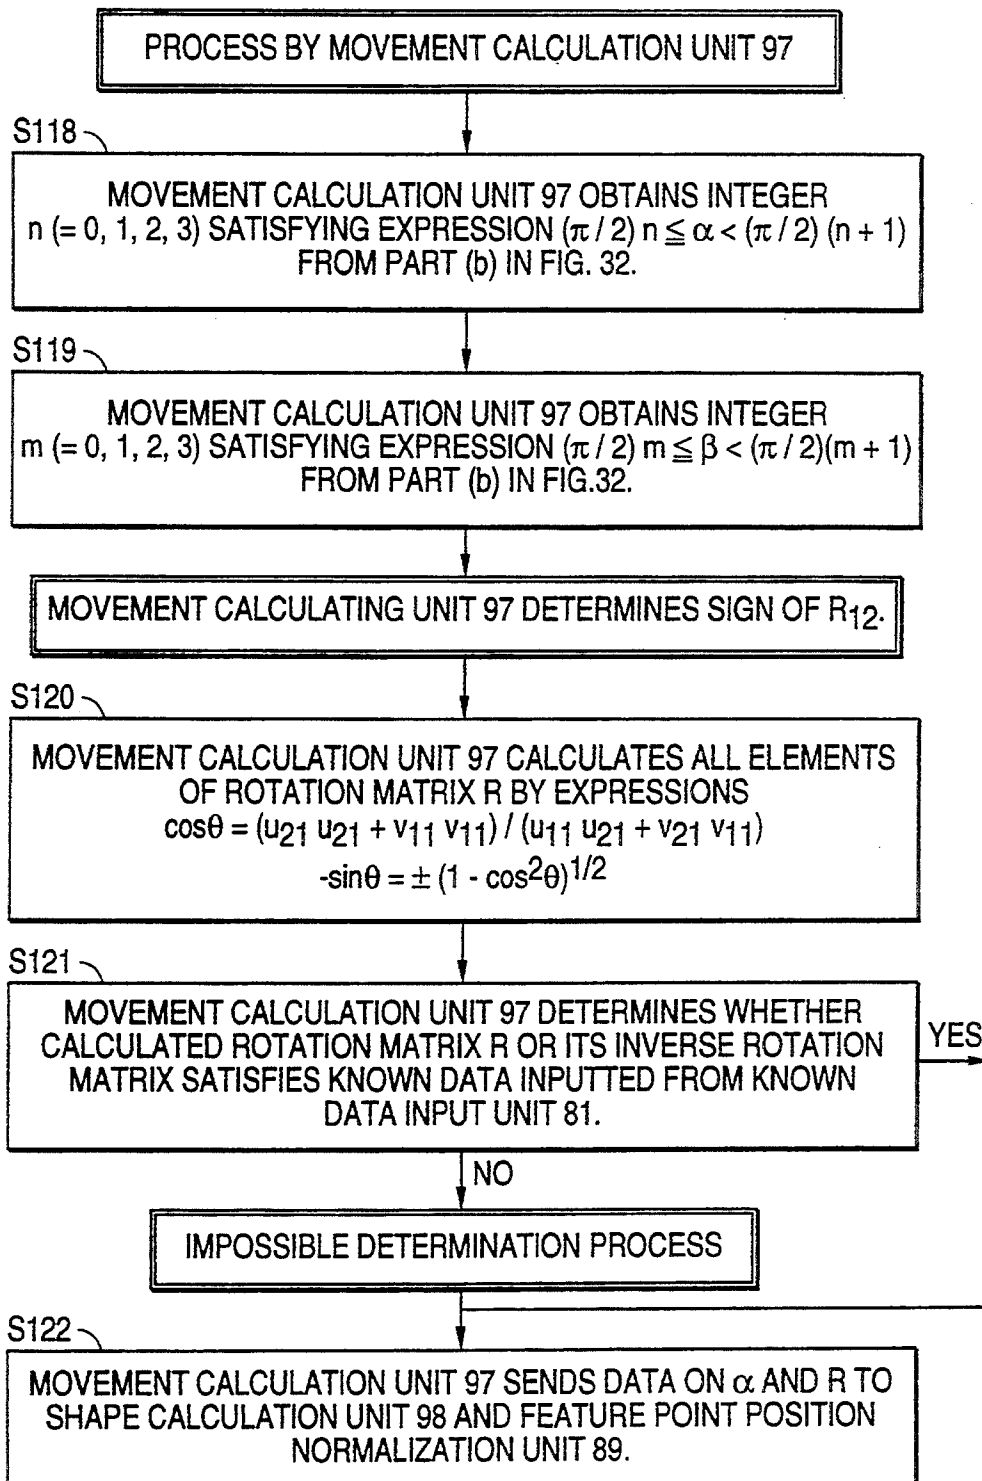 PROCESS BY MOVEMENT CALCULATION UNIT 97
S118
MOVEMENT CALCULATION UNIT 97 OBTAINS INTEGER
n (= 0, 1, 2, 3) SATISFYING EXPRESSION (π / 2) n ≦ α < (π / 2) (n + 1)
FROM PART (b) IN FIG. 32.
S119
MOVEMENT CALCULATION UNIT 97 OBTAINS INTEGER
m (= 0, 1, 2, 3) SATISFYING EXPRESSION (π / 2) m ≦ β < (π / 2)(m + 1)
FROM PART (b) IN FIG.32.
MOVEMENT CALCULATING UNIT 97 DETERMINES SIGN OF R12.
S120
MOVEMENT CALCULATION UNIT 97 CALCULATES ALL ELEMENTS
OF ROTATION MATRIX R BY EXPRESSIONS
cosθ = (u21 u21 + v11 v11) / (u11 u21 + v21 v11)
-sinθ = ± (1 - cos²θ)^1/2
S121
MOVEMENT CALCULATION UNIT 97 DETERMINES WHETHER
CALCULATED ROTATION MATRIX R OR ITS INVERSE ROTATION
MATRIX SATISFIES KNOWN DATA INPUTTED FROM KNOWN
DATA INPUT UNIT 81.
YES
NO
IMPOSSIBLE DETERMINATION PROCESS
S122
MOVEMENT CALCULATION UNIT 97 SENDS DATA ON α AND R TO
SHAPE CALCULATION UNIT 98 AND FEATURE POINT POSITION
NORMALIZATION UNIT 89.